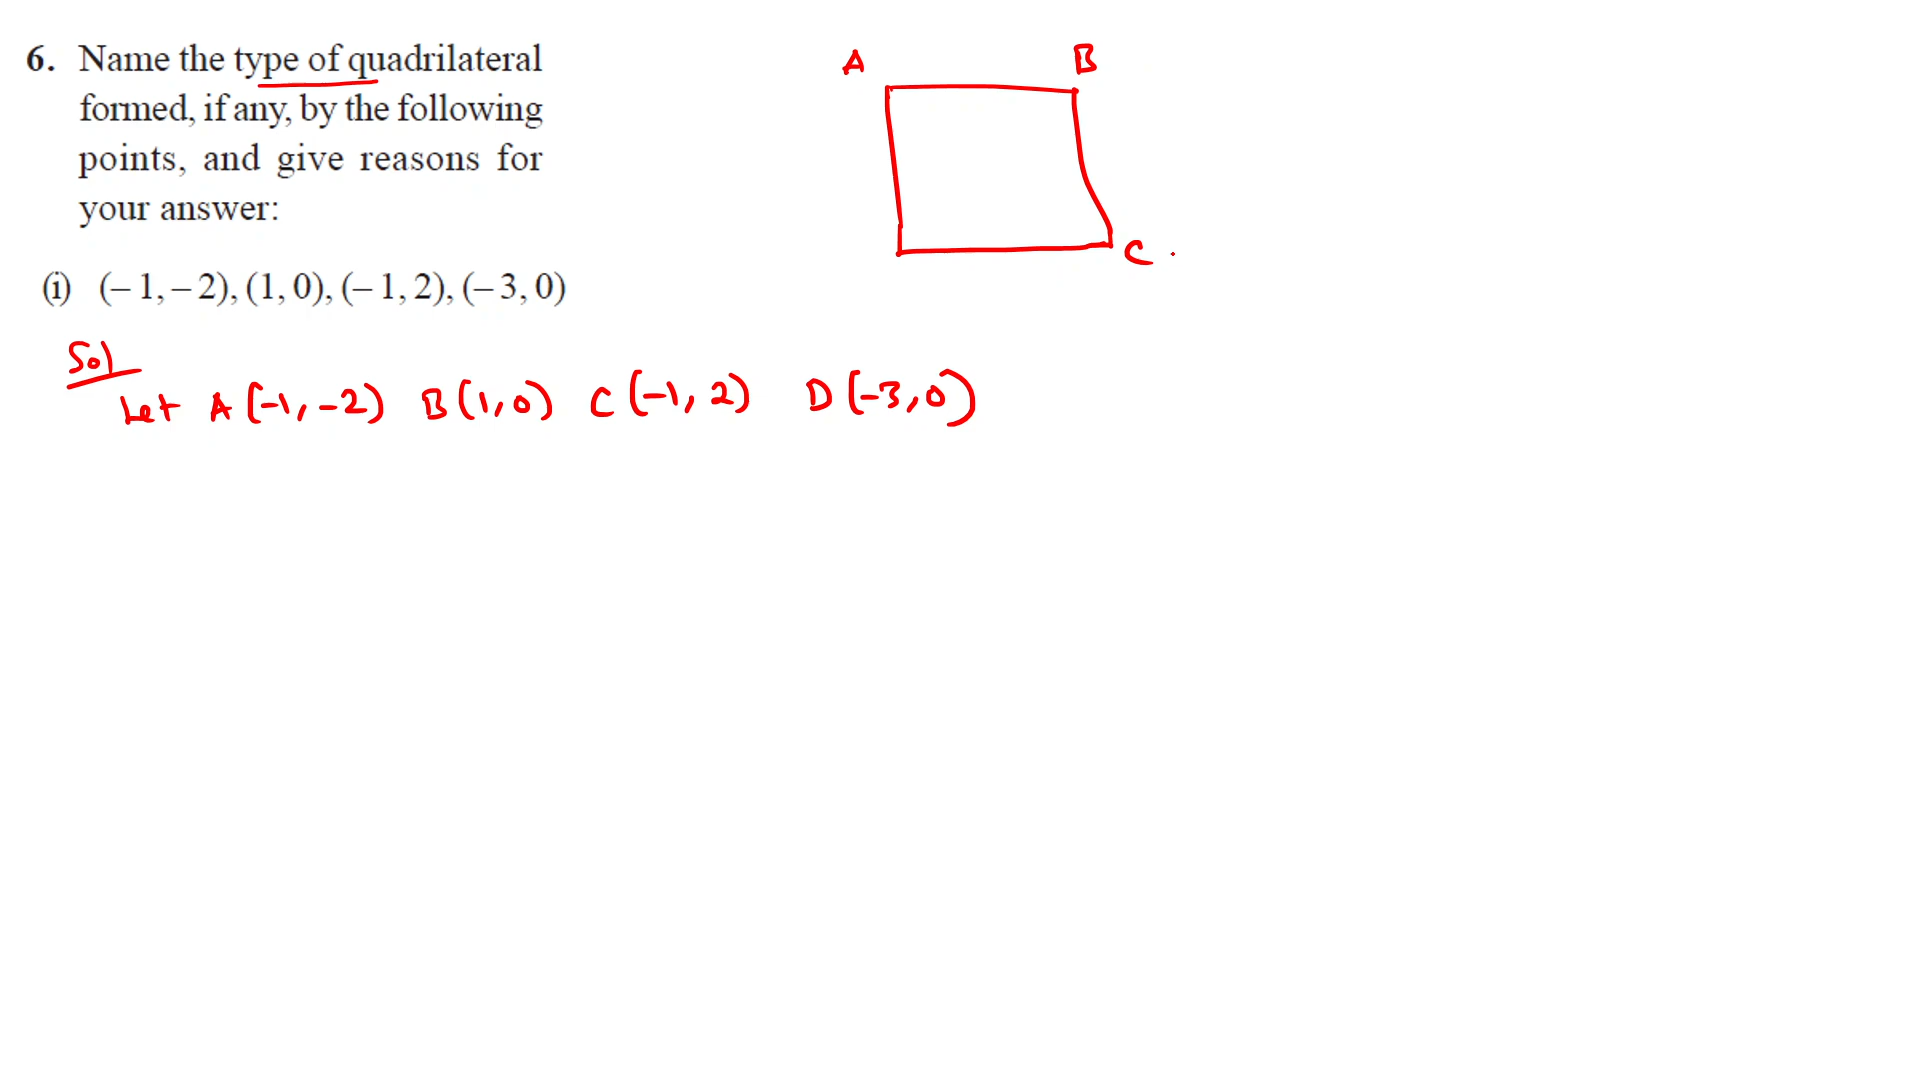 6. Name the type of quadrilateral
formed, if any, by the following
points, and give reasons for
your answer:
(i) (– 1, – 2), (1, 0), (– 1, 2), (– 3, 0)
A
B
C
Sol
Let A (-1, -2) B (1, 0) C (-1, 2) D (-3, 0)